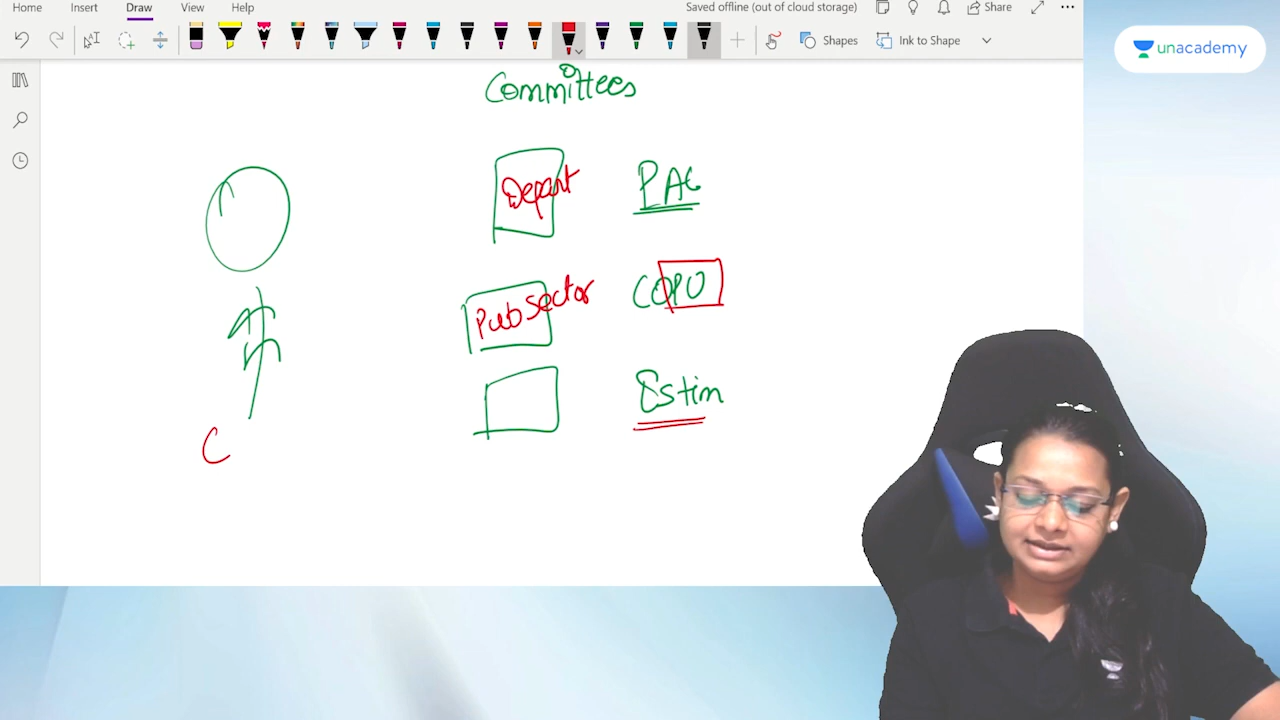 Home Insert Draw View Help Saved offline (out of cloud storage) Share
Shapes Ink to Shape
unacademy
Committees
Depart PAC
Pub Sector COPU
Estim
C